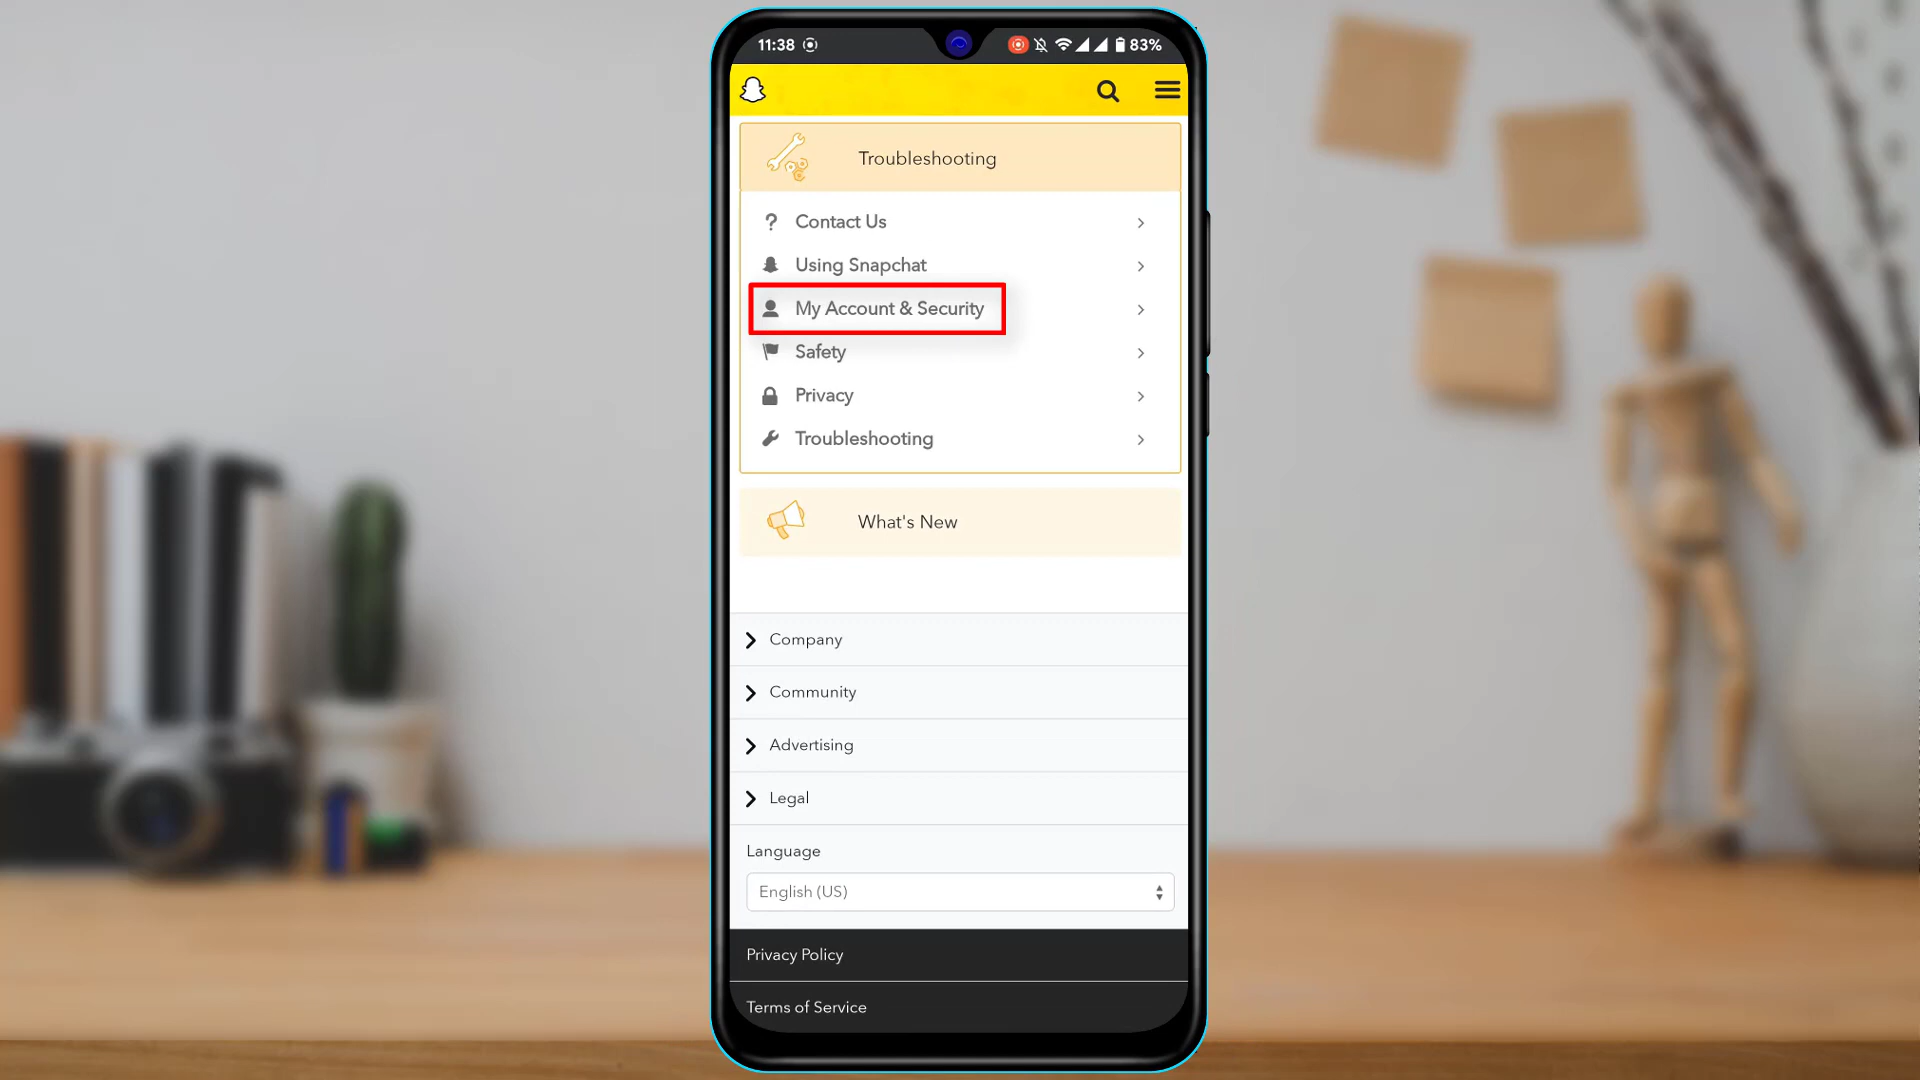 11:38
83%
Troubleshooting
? Contact Us
Using Snapchat
My Account & Security
Safety
Privacy
Troubleshooting
What's New
Company
Community
Advertising
Legal
Language
English (US)
Privacy Policy
Terms of Service